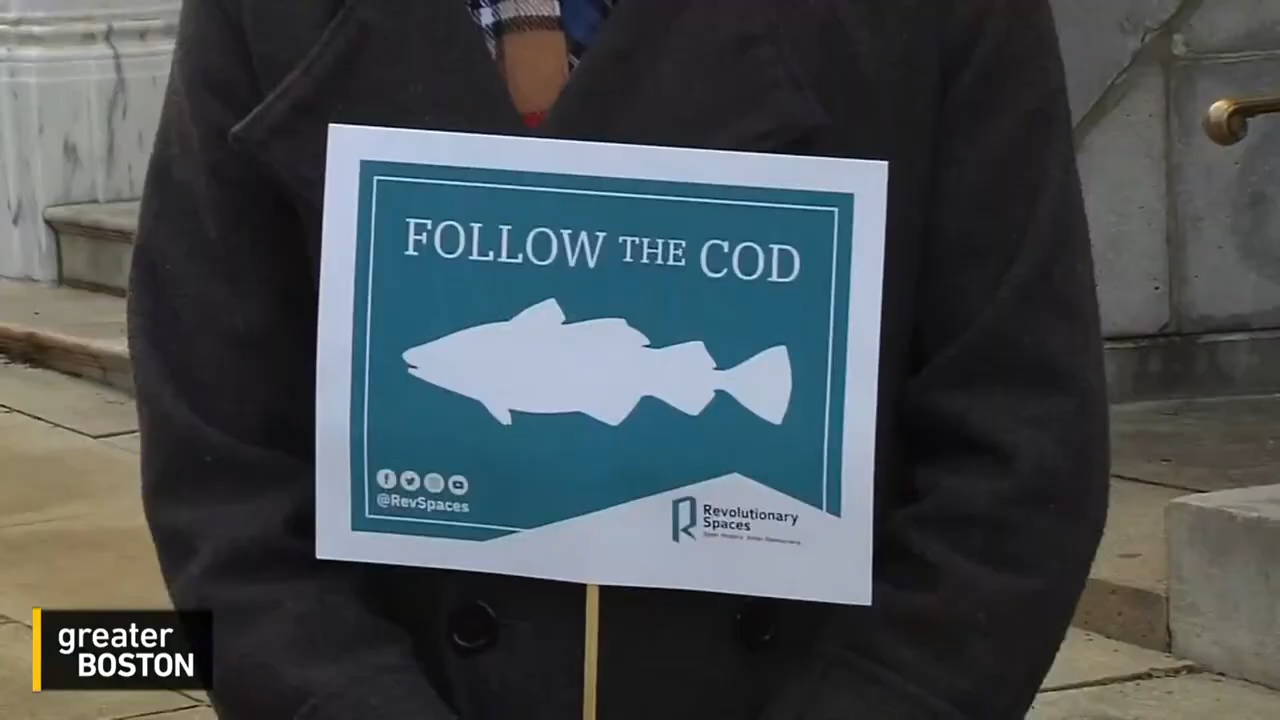 FOLLOW THE COD
@RevSpaces
Revolutionary
Spaces
greater
BOSTON